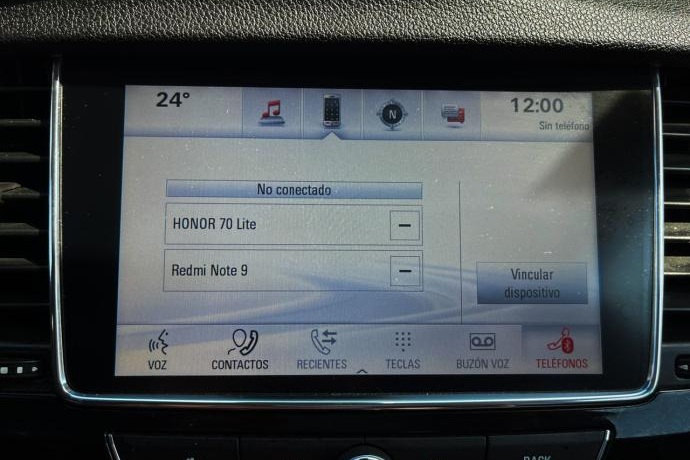 24°
N
12:00
Sin teléfono
No conectado
HONOR 70 Lite
Redmi Note 9
Vincular
dispositivo
VOZ
CONTACTOS
RECIENTES
TECLAS
BUZÓN VOZ
TELÉFONOS
BACK